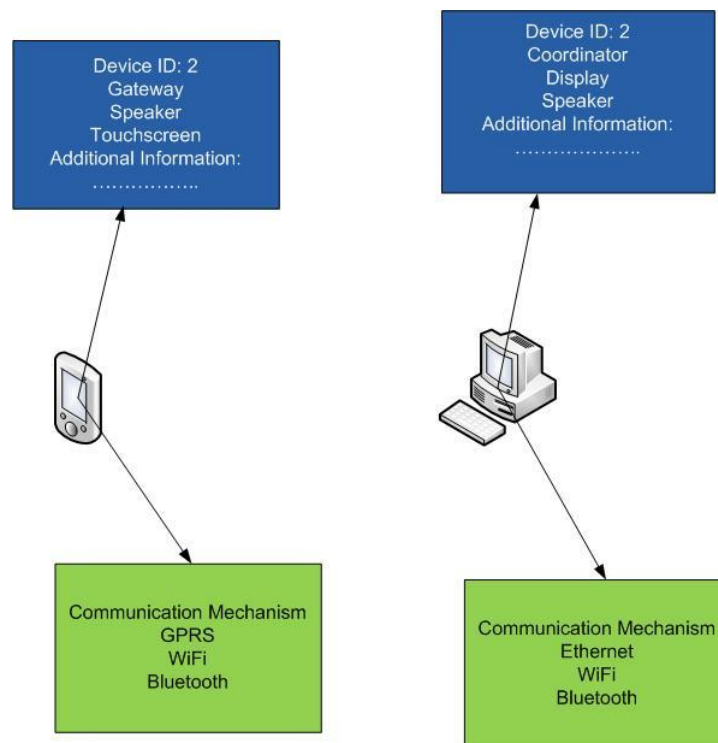 Device ID: 2
Gateway
Speaker
Touchscreen
Additional Information:
……………..
Device ID: 2
Coordinator
Display
Speaker
Additional Information:
………………..
Communication Mechanism
GPRS
WiFi
Bluetooth
Communication Mechanism
Ethernet
WiFi
Bluetooth